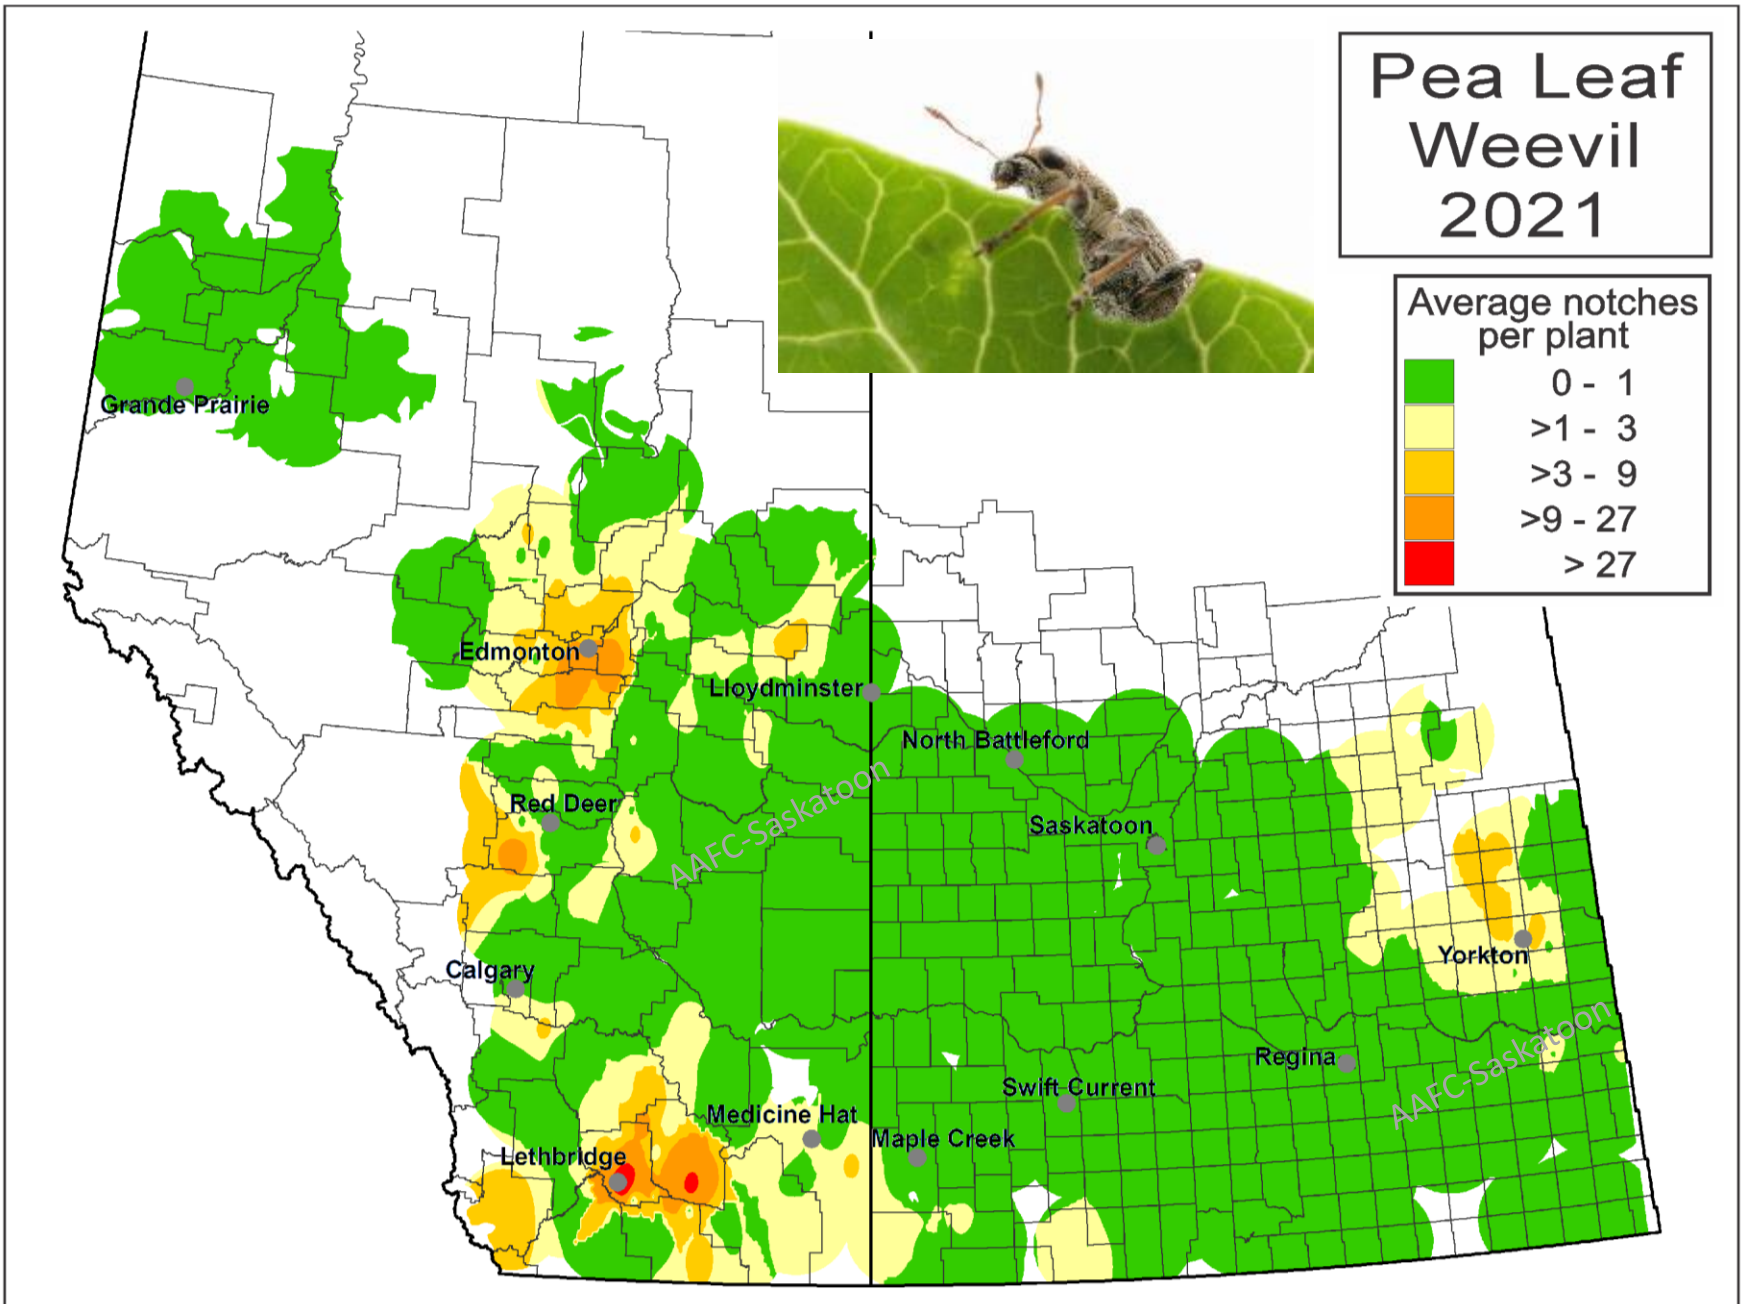 Pea Leaf
Weevil
2021
Average notches
per plant
0 - 1
>1 - 3
>3 - 9
>9 - 27
> 27
Grande Prairie
Edmonton
Lloydminster
North Battleford
AAFC-Saskatoon
Red Deer
Saskatoon
Yorkton
Calgary
AAFC-Saskatoon
Regina
Swift Current
Medicine Hat
Maple Creek
Lethbridge